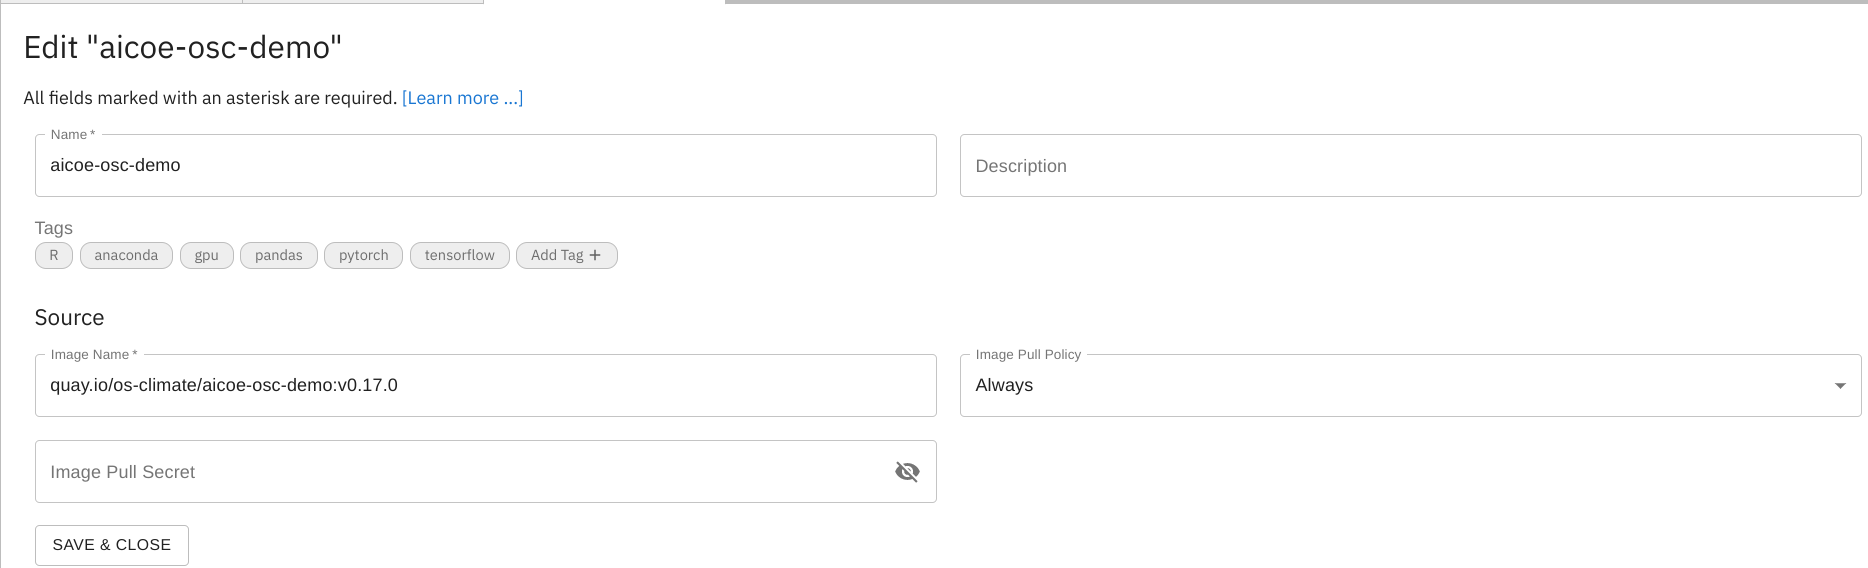 Edit "aicoe-osc-demo"
All fields marked with an asterisk are required. [Learn more ...]
Name *
aicoe-osc-demo
Description
Tags
R anaconda gpu pandas pytorch tensorflow Add Tag +
Source
Image Name *
quay.io/os-climate/aicoe-osc-demo:v0.17.0
Image Pull Policy
Always
Image Pull Secret
SAVE & CLOSE